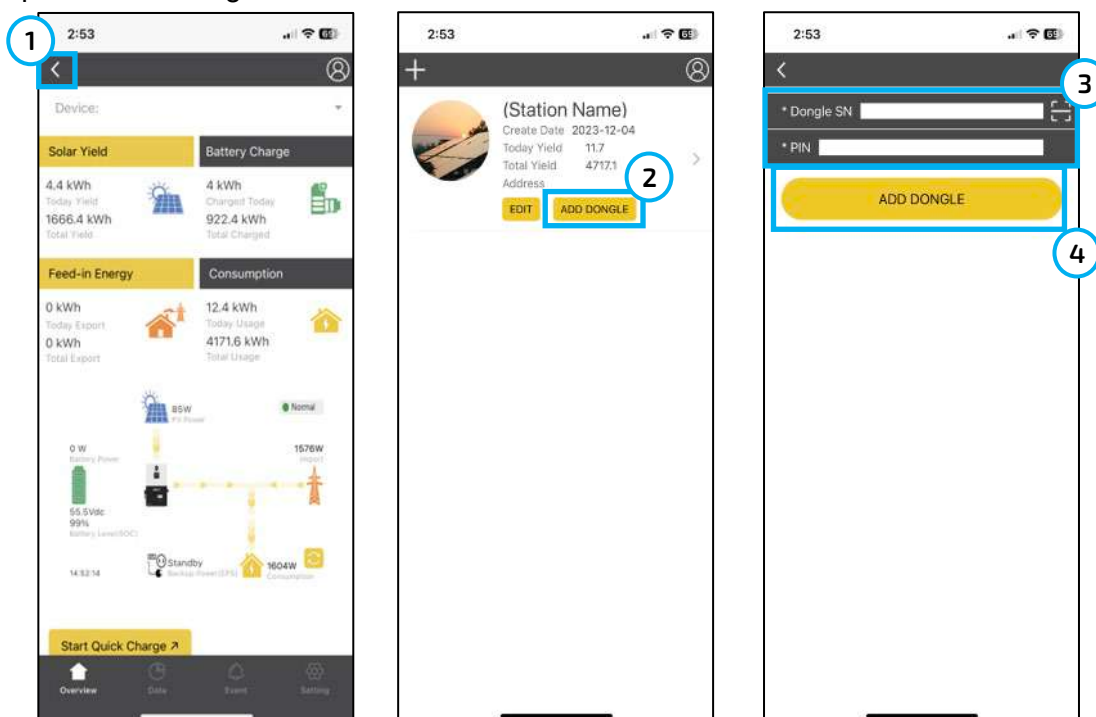 1
2:53
69
Device:
Solar Yield
Battery Charge
4.4 kWh
Today Yield
1666.4 kWh
Total Yield
4 kWh
Charged Today
922.4 kWh
Total Charged
Feed-in Energy
Consumption
0 kWh
Today Export
0 kWh
Total Export
12.4 kWh
Today Usage
4171.6 kWh
Total Usage
85W
PV Power
Normal
0 W
Battery Power
1576W
Import
55.5Vdc
99%
Battery Level(SOC)
Standby
Backup Power(EPS)
1604W
Consumption
14:52:14
Start Quick Charge
Overview
Data
Event
Setting
2:53
69
(Station Name)
Create Date 2023-12-04
Today Yield 11.7
Total Yield 4717.1
Address
2
EDIT
ADD DONGLE
2:53
69
3
* Dongle SN
* PIN
ADD DONGLE
4